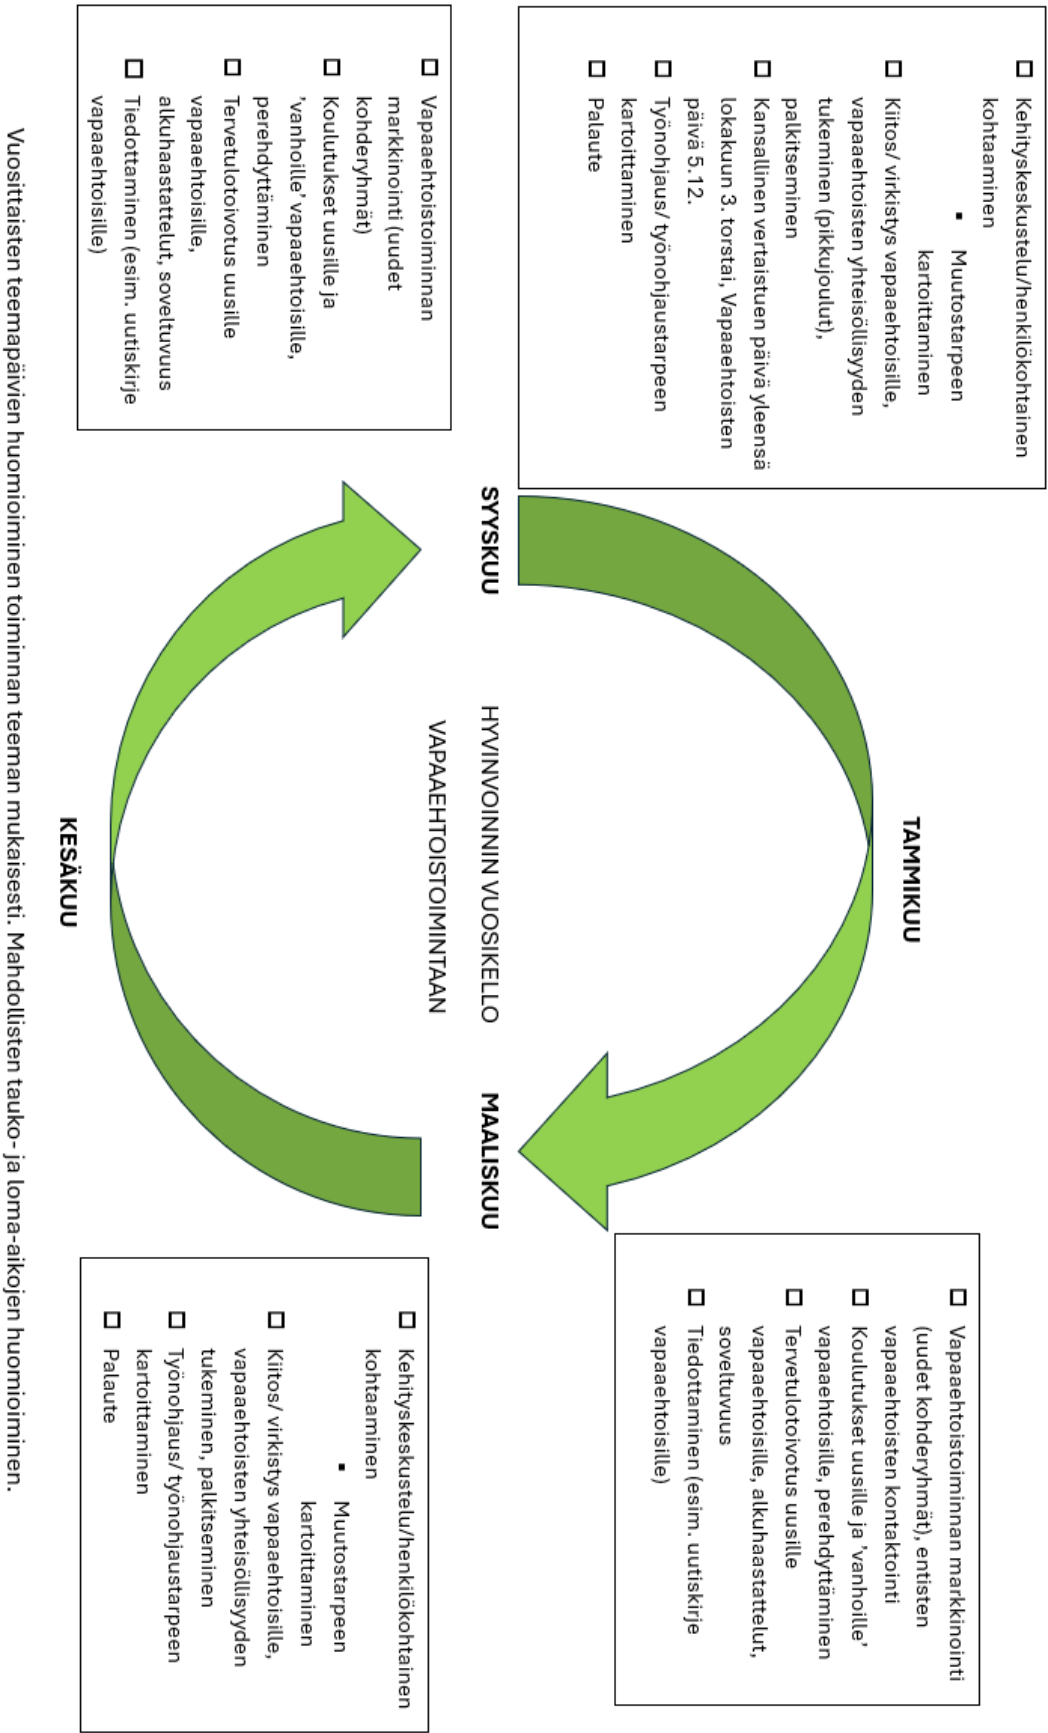 ☐ Kehityskeskustelu/henkilökohtainen
kohtaaminen
▪ Muutostarpeen
kartoittaminen
☐ Kiitos/ virkistys vapaaehtoisille,
vapaaehtoisten yhteisöllisyyden
tukeminen (pikkujoulut),
palkitseminen
☐ Kansallinen vertaistuen päivä yleensä
lokakuun 3. torstai, Vapaaehtoisten
päivä 5.12.
☐ Työnohjaus/ työnohjaustarpeen
kartoittaminen
☐ Palaute
TAMMIKUU
☐ Vapaaehtoistoiminnan markkinointi
(uudet kohderyhmät), entisten
vapaaehtoisten kontaktointi
☐ Koulutukset uusille ja ’vanhoille’
vapaaehtoisille, perehdyttäminen
☐ Tervetulotoivotus uusille
vapaaehtoisille, alkuhaastattelut,
soveltuvuus
☐ Tiedottaminen (esim. uutiskirje
vapaaehtoisille)
SYYSKUU
HYVINVOINNIN VUOSIKELLO
VAPAAEHTOISTOIMINTAAN
MAALISKUU
☐ Vapaaehtoistoiminnan
markkinointi (uudet
kohderyhmät)
☐ Koulutukset uusille ja
’vanhoille’ vapaaehtoisille,
perehdyttäminen
☐ Tervetulotoivotus uusille
vapaaehtoisille,
alkuhaastattelut, soveltuvuus
☐ Tiedottaminen (esim. uutiskirje
vapaaehtoisille)
KESÄKUU
☐ Kehityskeskustelu/henkilökohtainen
kohtaaminen
▪ Muutostarpeen
kartoittaminen
☐ Kiitos/ virkistys vapaaehtoisille,
vapaaehtoisten yhteisöllisyyden
tukeminen, palkitseminen
☐ Työnohjaus/ työnohjaustarpeen
kartoittaminen
☐ Palaute
Vuosittaisten teemapäivien huomioiminen toiminnan teeman mukaisesti. Mahdollisten tauko- ja loma-aikojen huomioiminen.